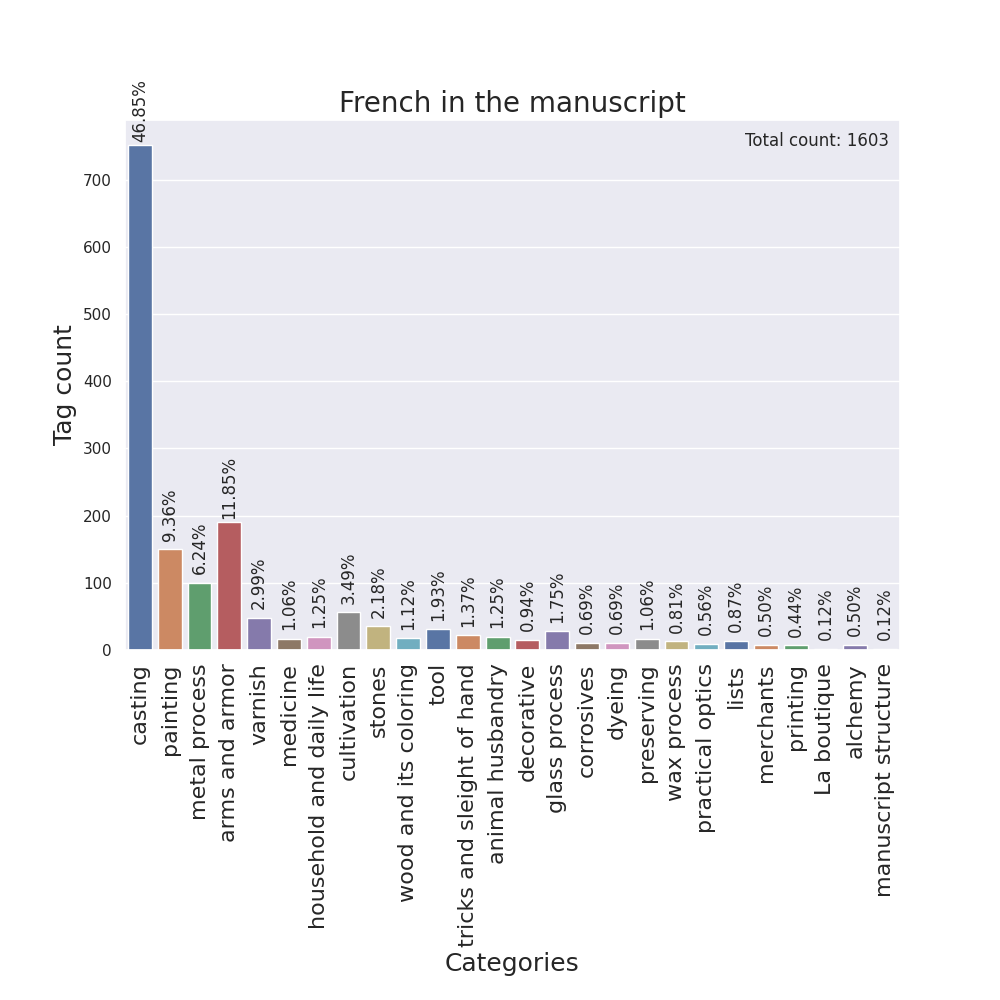 French in the manuscript
Total count: 1603
Tag count
700
600
500
400
300
200
100
0
46.85%
9.36%
6.24%
11.85%
2.99%
1.06%
1.25%
3.49%
2.18%
1.12%
1.93%
1.37%
1.25%
0.94%
1.75%
0.69%
0.69%
1.06%
0.81%
0.56%
0.87%
0.50%
0.44%
0.12%
0.50%
0.12%
casting
painting
metal process
arms and armor
varnish
medicine
household and daily life
cultivation
stones
wood and its coloring
tool
tricks and sleight of hand
animal husbandry
decorative
glass process
corrosives
dyeing
preserving
wax process
practical optics
lists
merchants
printing
La boutique
alchemy
manuscript structure
Categories